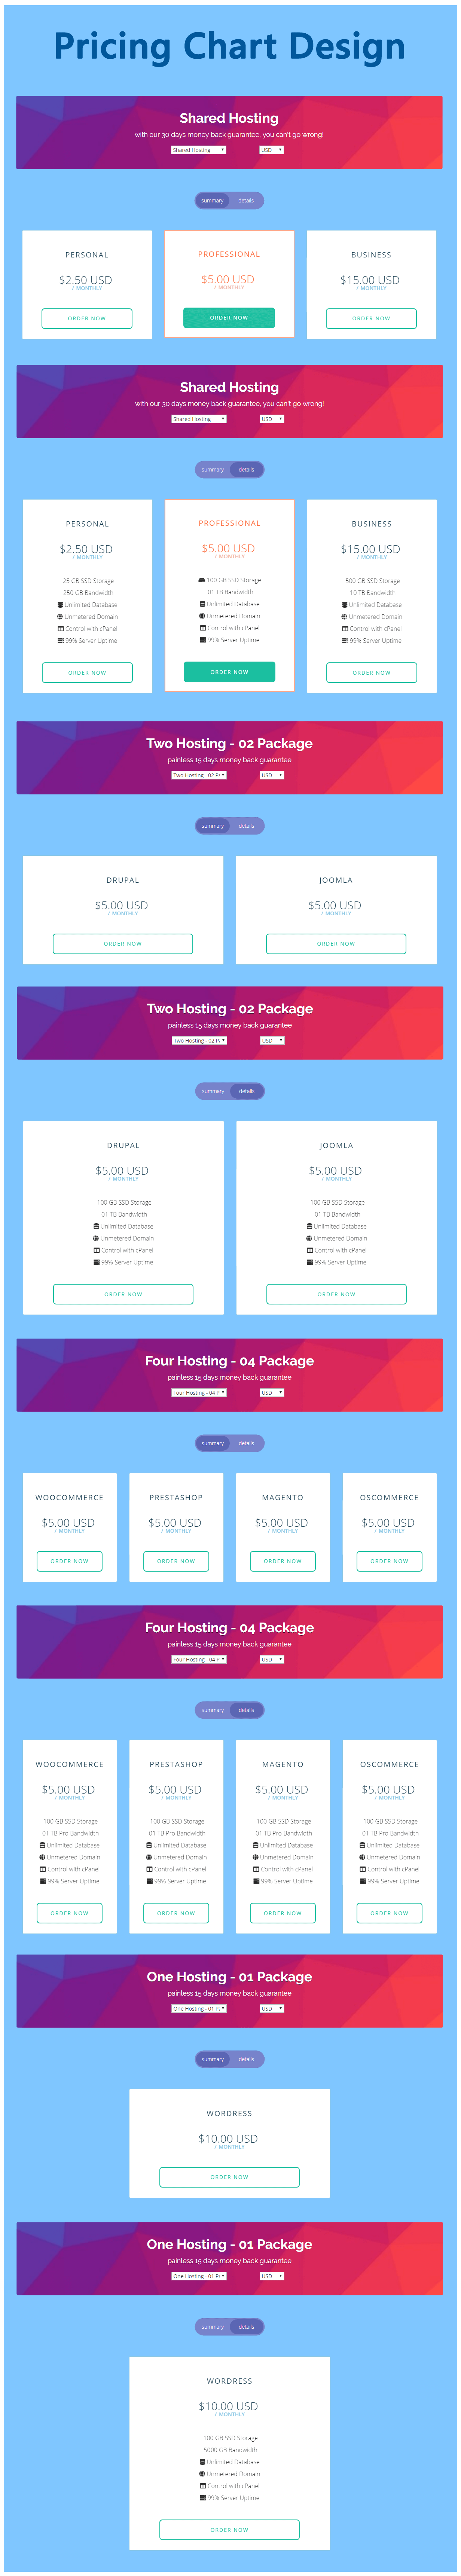 Pricing Chart Design
Shared Hosting
with our 30 days money back guarantee, you can't go wrong!
Shared Hosting USD
summary details
PERSONAL PROFESSIONAL BUSINESS
$2.50 USD $5.00 USD $15.00 USD
/ MONTHLY / MONTHLY / MONTHLY
ORDER NOW ORDER NOW ORDER NOW
Shared Hosting
with our 30 days money back guarantee, you can't go wrong!
Shared Hosting USD
summary details
PERSONAL PROFESSIONAL BUSINESS
$2.50 USD $5.00 USD $15.00 USD
/ MONTHLY / MONTHLY / MONTHLY
25 GB SSD Storage 100 GB SSD Storage 500 GB SSD Storage
250 GB Bandwidth 01 TB Bandwidth 10 TB Bandwidth
Unlimited Database Unlimited Database Unlimited Database
Unmetered Domain Unmetered Domain Unmetered Domain
Control with cPanel Control with cPanel Control with cPanel
99% Server Uptime 99% Server Uptime 99% Server Uptime
ORDER NOW ORDER NOW ORDER NOW
Two Hosting - 02 Package
painless 15 days money back guarantee
Two Hosting - 02 P USD
summary details
DRUPAL JOOMLA
$5.00 USD $5.00 USD
/ MONTHLY / MONTHLY
ORDER NOW ORDER NOW
Two Hosting - 02 Package
painless 15 days money back guarantee
Two Hosting - 02 P USD
summary details
DRUPAL JOOMLA
$5.00 USD $5.00 USD
/ MONTHLY / MONTHLY
100 GB SSD Storage 100 GB SSD Storage
01 TB Bandwidth 01 TB Bandwidth
Unlimited Database Unlimited Database
Unmetered Domain Unmetered Domain
Control with cPanel Control with cPanel
99% Server Uptime 99% Server Uptime
ORDER NOW ORDER NOW
Four Hosting - 04 Package
painless 15 days money back guarantee
Four Hosting - 04 P USD
summary details
WOOCOMMERCE PRESTASHOP MAGENTO OSCOMMERCE
$5.00 USD $5.00 USD $5.00 USD $5.00 USD
/ MONTHLY / MONTHLY / MONTHLY / MONTHLY
ORDER NOW ORDER NOW ORDER NOW ORDER NOW
Four Hosting - 04 Package
painless 15 days money back guarantee
Four Hosting - 04 P USD
summary details
WOOCOMMERCE PRESTASHOP MAGENTO OSCOMMERCE
$5.00 USD $5.00 USD $5.00 USD $5.00 USD
/ MONTHLY / MONTHLY / MONTHLY / MONTHLY
100 GB SSD Storage 100 GB SSD Storage 100 GB SSD Storage 100 GB SSD Storage
01 TB Pro Bandwidth 01 TB Pro Bandwidth 01 TB Pro Bandwidth 01 TB Pro Bandwidth
Unlimited Database Unlimited Database Unlimited Database Unlimited Database
Unmetered Domain Unmetered Domain Unmetered Domain Unmetered Domain
Control with cPanel Control with cPanel Control with cPanel Control with cPanel
99% Server Uptime 99% Server Uptime 99% Server Uptime 99% Server Uptime
ORDER NOW ORDER NOW ORDER NOW ORDER NOW
One Hosting - 01 Package
painless 15 days money back guarantee
One Hosting - 01 P USD
summary details
WORDRESS
$10.00 USD
/ MONTHLY
ORDER NOW
One Hosting - 01 Package
painless 15 days money back guarantee
One Hosting - 01 P USD
summary details
WORDRESS
$10.00 USD
/ MONTHLY
100 GB SSD Storage
5000 GB Bandwidth
Unlimited Database
Unmetered Domain
Control with cPanel
99% Server Uptime
ORDER NOW